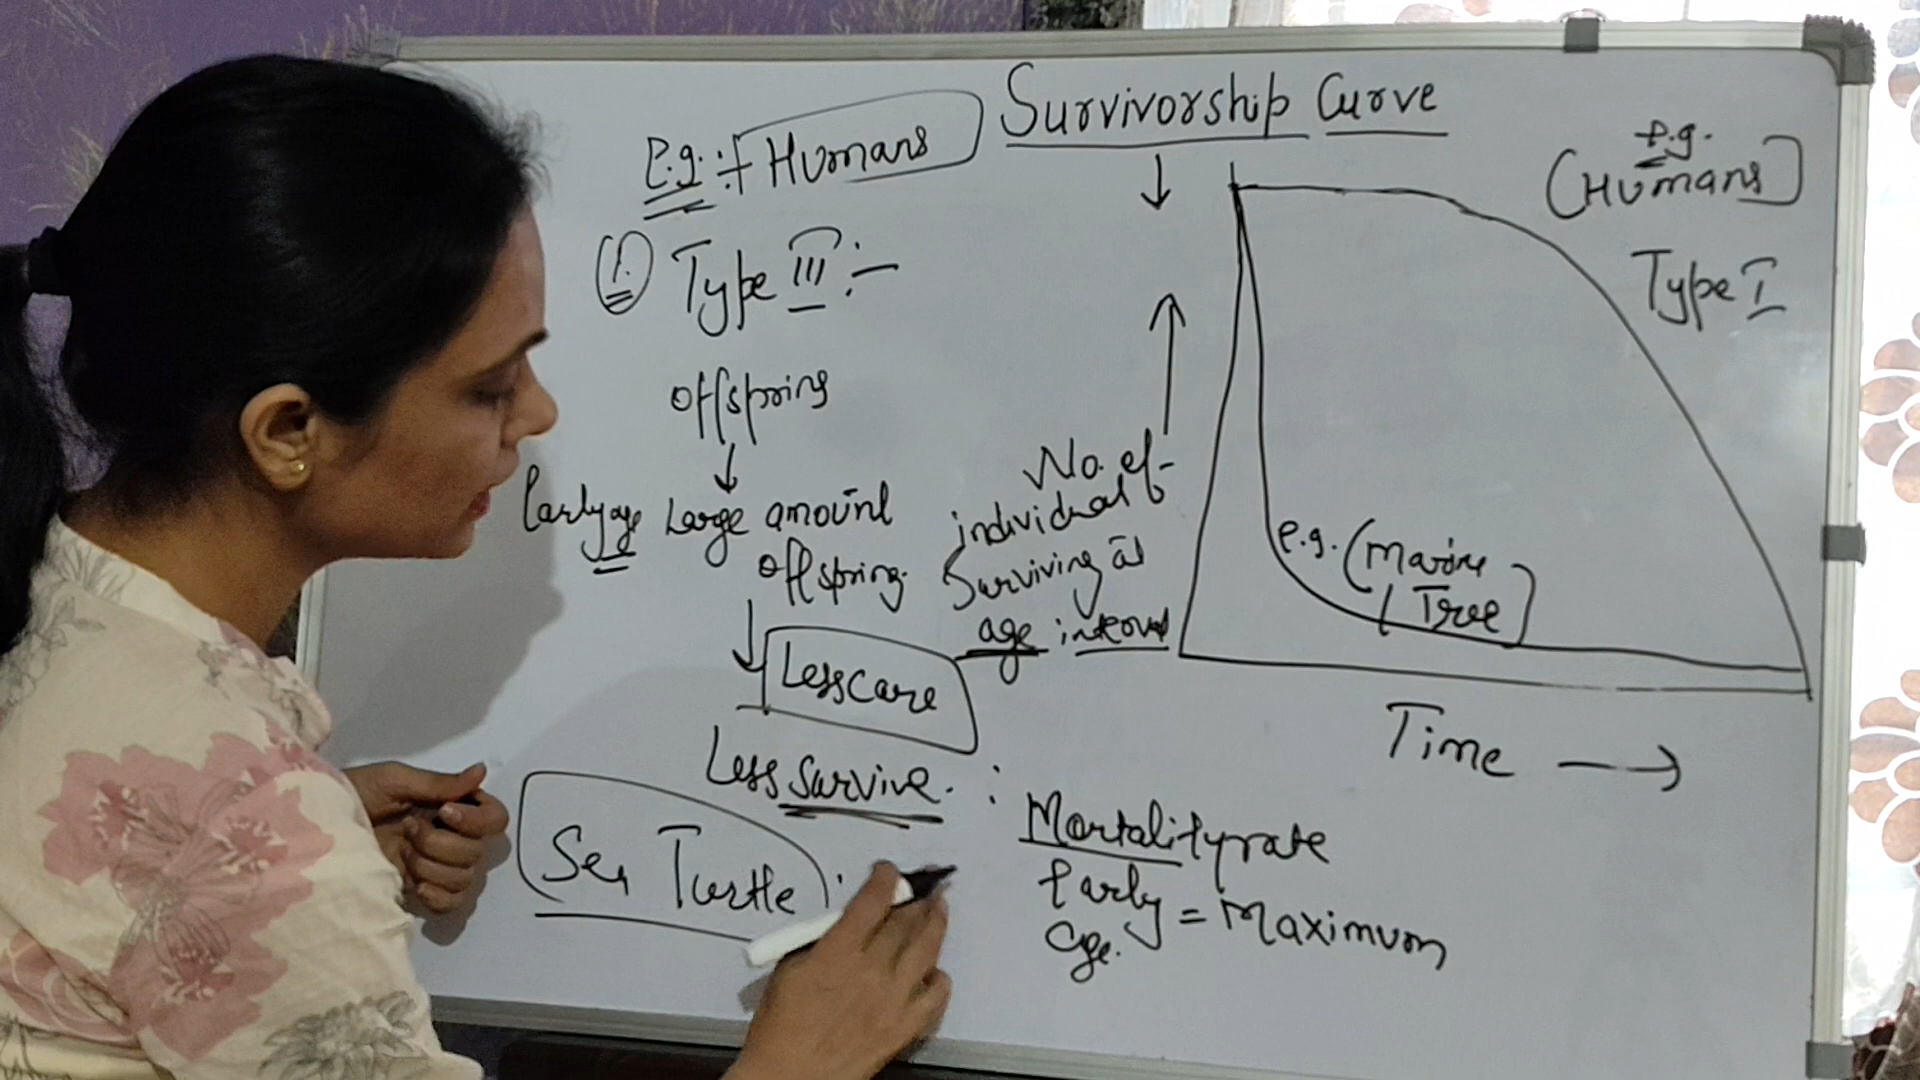 Survivorship Curve
e.g. :- Humans
① Type III :-
offspring
↓
Early age Large amount
offspring.
↓
Less care
Less survive.
Sea Turtle :
e.g.
(Humans)
Type I
No. of
individual
Surviving at
age interval
e.g. (Marine
Tree)
Time →
Mortality rate
Early = Maximum
age.